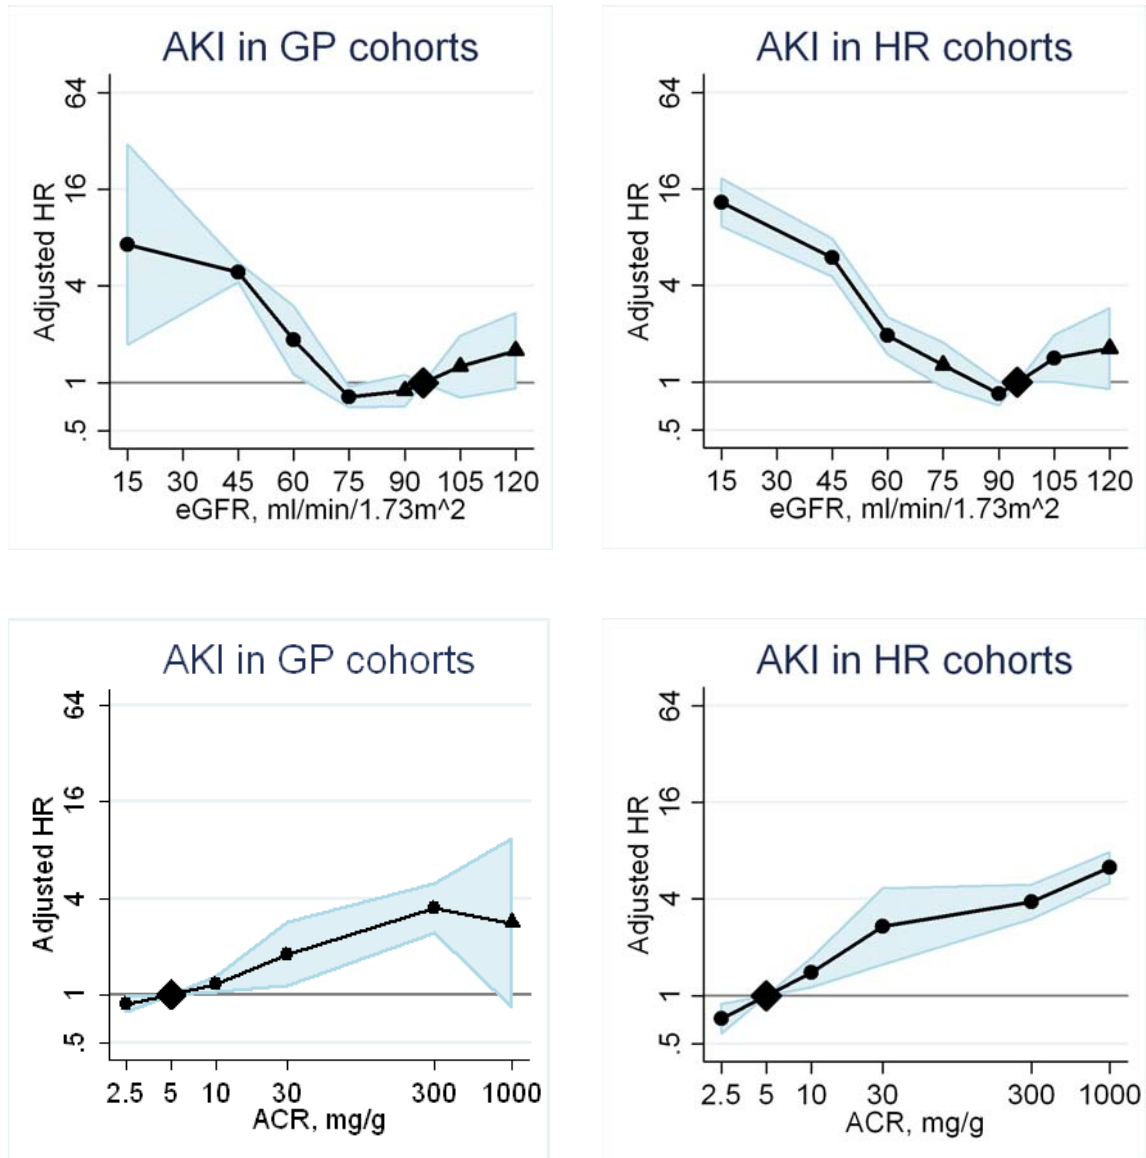 AKI in GP cohorts
Adjusted HR
64
16
4
1
.5
15 30 45 60 75 90 105 120
eGFR, ml/min/1.73m^2
AKI in HR cohorts
Adjusted HR
64
16
4
1
.5
15 30 45 60 75 90 105 120
eGFR, ml/min/1.73m^2
AKI in GP cohorts
Adjusted HR
64
16
4
1
.5
2.5 5 10 30 300 1000
ACR, mg/g
AKI in HR cohorts
Adjusted HR
64
16
4
1
.5
2.5 5 10 30 300 1000
ACR, mg/g